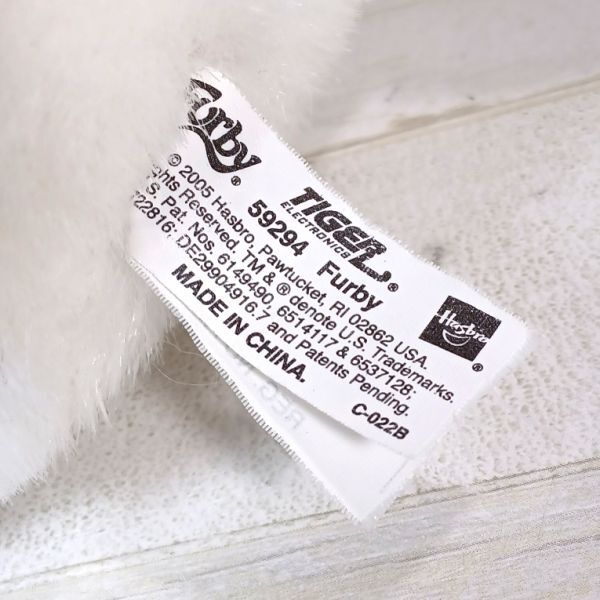 Furby®
TIGER®
ELECTRONICS
59294 Furby
© 2005 Hasbro, Pawtucket, RI 02862 USA.
Reserved. TM & ® denote U.S. Trademarks.
Pat. Nos. 6149490, 6514117 & 6537128;
DE29904916.7 and Patents Pending.
MADE IN CHINA.
C-022B
Hasbro®